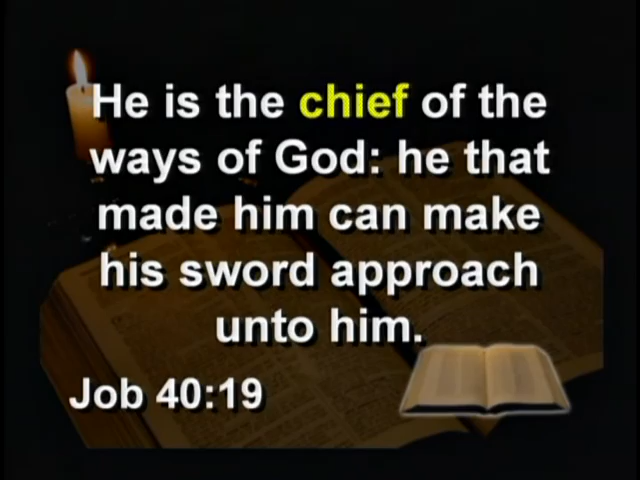 He is the chief of the
ways of God: he that
made him can make
his sword approach
unto him.
Job 40:19